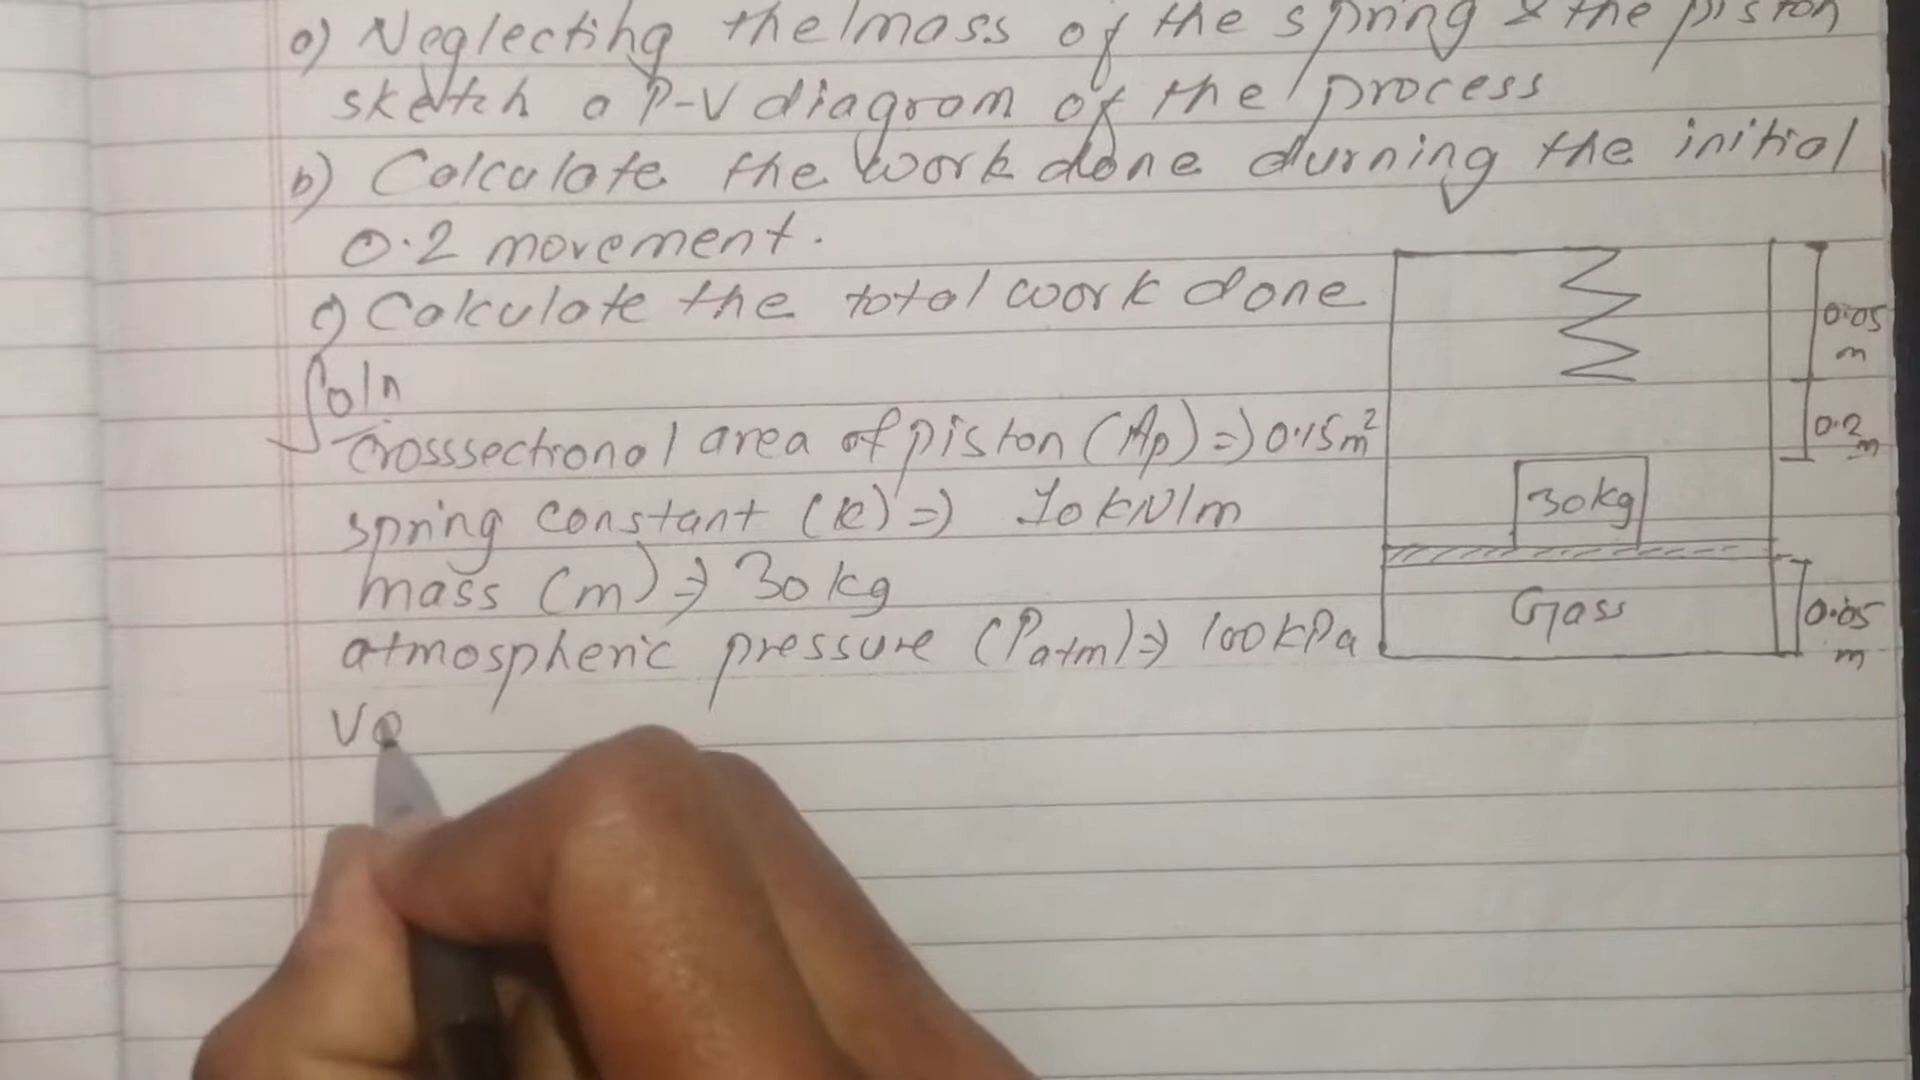 a) Neglecting the mass of the spring & the piston
sketch a P-V diagram of the process
b) Calculate the work done durning the initial
0.2 movement.
c) Calculate the total work done
Soln
Crosssectional area of piston (Ap) => 0.15m²
spring constant (k) => 10 kN/m
mass (m) => 30 kg
atmospheric pressure (Patm) => 100 kPa
Vo
0.05
m
0.2
m
30kg
Gass
0.05
m